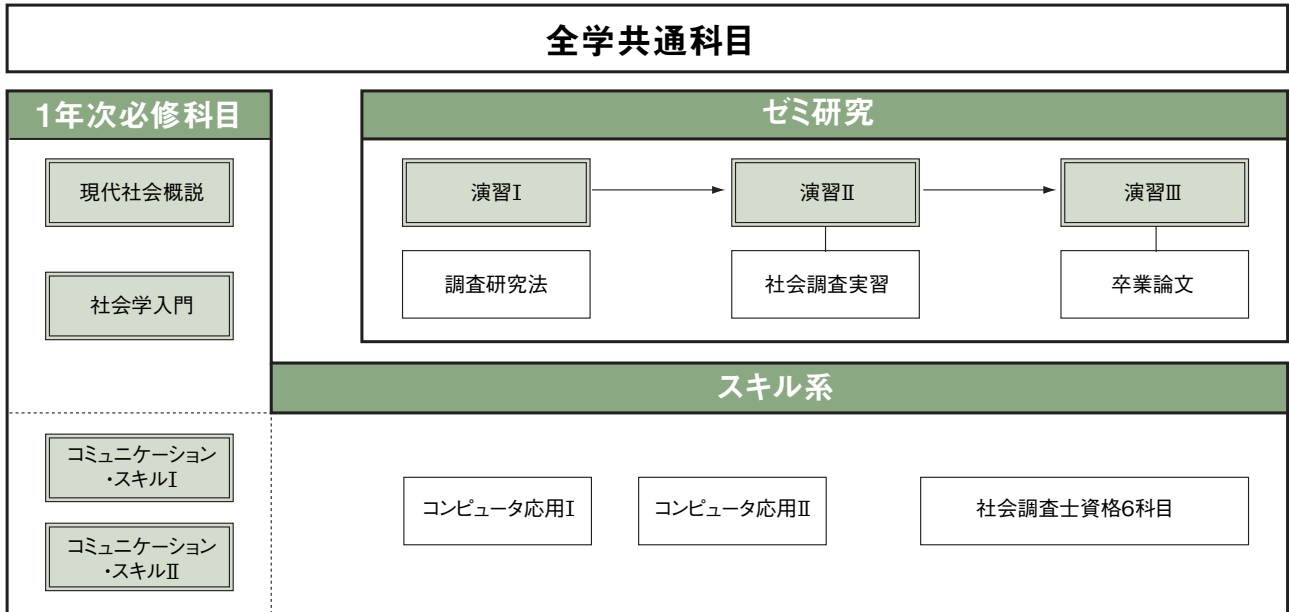 全学共通科目
1年次必修科目
現代社会概説
社会学入門
コミュニケーション
・スキルⅠ
コミュニケーション
・スキルⅡ
ゼミ研究
演習Ⅰ
演習Ⅱ
演習Ⅲ
調査研究法
社会調査実習
卒業論文
スキル系
コンピュータ応用Ⅰ
コンピュータ応用Ⅱ
社会調査士資格6科目